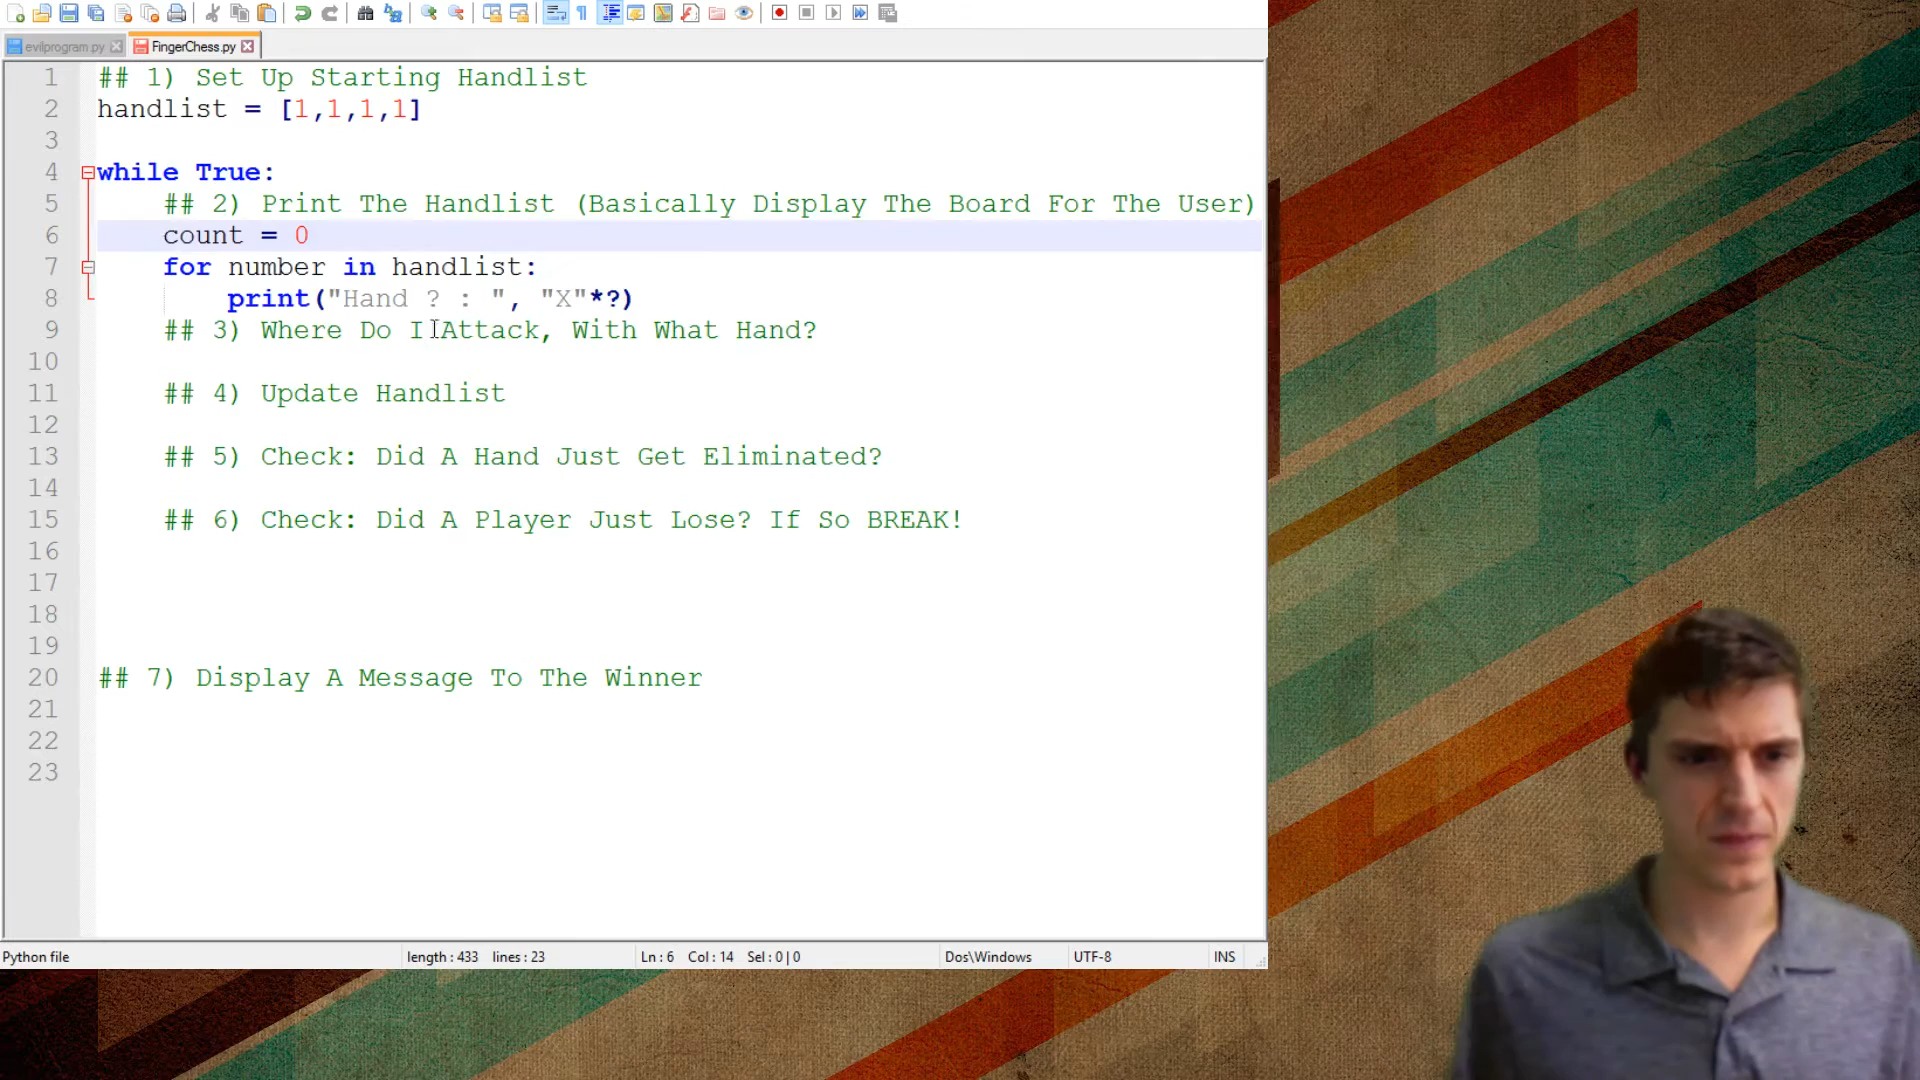 evilprogram.py FingerChess.py
1 ## 1) Set Up Starting Handlist
2 handlist = [1,1,1,1]
3
4 while True:
5 ## 2) Print The Handlist (Basically Display The Board For The User)
6 count = 0
7 for number in handlist:
8 print("Hand ? : ", "X"*?)
9 ## 3) Where Do I Attack, With What Hand?
10
11 ## 4) Update Handlist
12
13 ## 5) Check: Did A Hand Just Get Eliminated?
14
15 ## 6) Check: Did A Player Just Lose? If So BREAK!
16
17
18
19
20 ## 7) Display A Message To The Winner
21
22
23
Python file length : 433 lines : 23 Ln : 6 Col : 14 Sel : 0 | 0 Dos\Windows UTF-8 INS